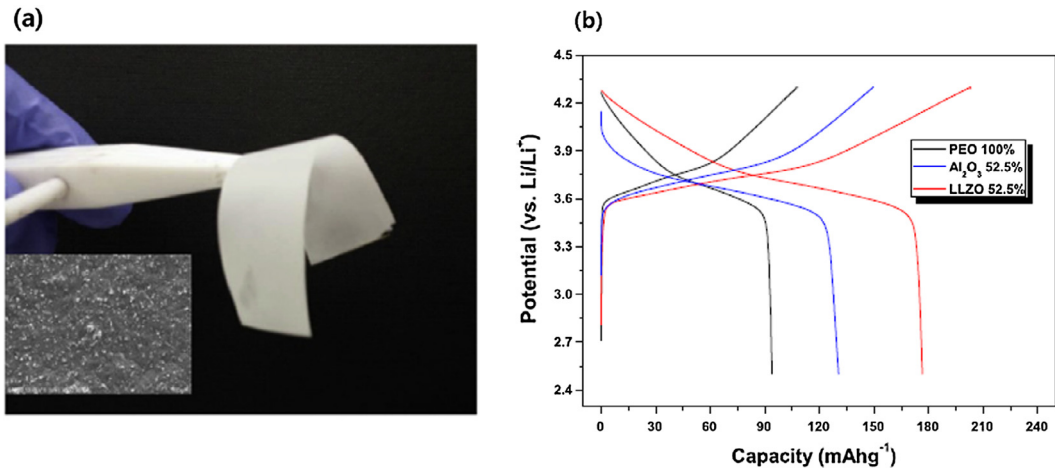 (a)
(b)
4.5
4.2
3.9
3.6
3.3
3.0
2.7
2.4
Potential (vs. Li/Li⁺)
PEO 100%
Al₂O₃ 52.5%
LLZO 52.5%
0 30 60 90 120 150 180 210 240
Capacity (mAhg⁻¹)